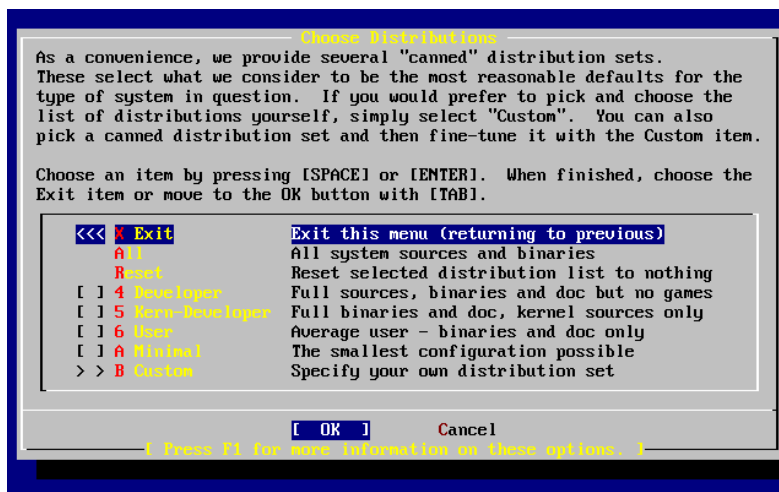 Choose Distributions
As a convenience, we provide several "canned" distribution sets.
These select what we consider to be the most reasonable defaults for the
type of system in question.  If you would prefer to pick and choose the
list of distributions yourself, simply select "Custom".  You can also
pick a canned distribution set and then fine-tune it with the Custom item.
Choose an item by pressing [SPACE] or [ENTER].  When finished, choose the
Exit item or move to the OK button with [TAB].
<<< X Exit Exit this menu (returning to previous)
All All system sources and binaries
Reset Reset selected distribution list to nothing
[ ] 4 Developer Full sources, binaries and doc but no games
[ ] 5 Kern-Developer Full binaries and doc, kernel sources only
[ ] 6 User Average user - binaries and doc only
[ ] A Minimal The smallest configuration possible
> > B Custom Specify your own distribution set
[ OK ] Cancel
[ Press F1 for more information on these options. ]